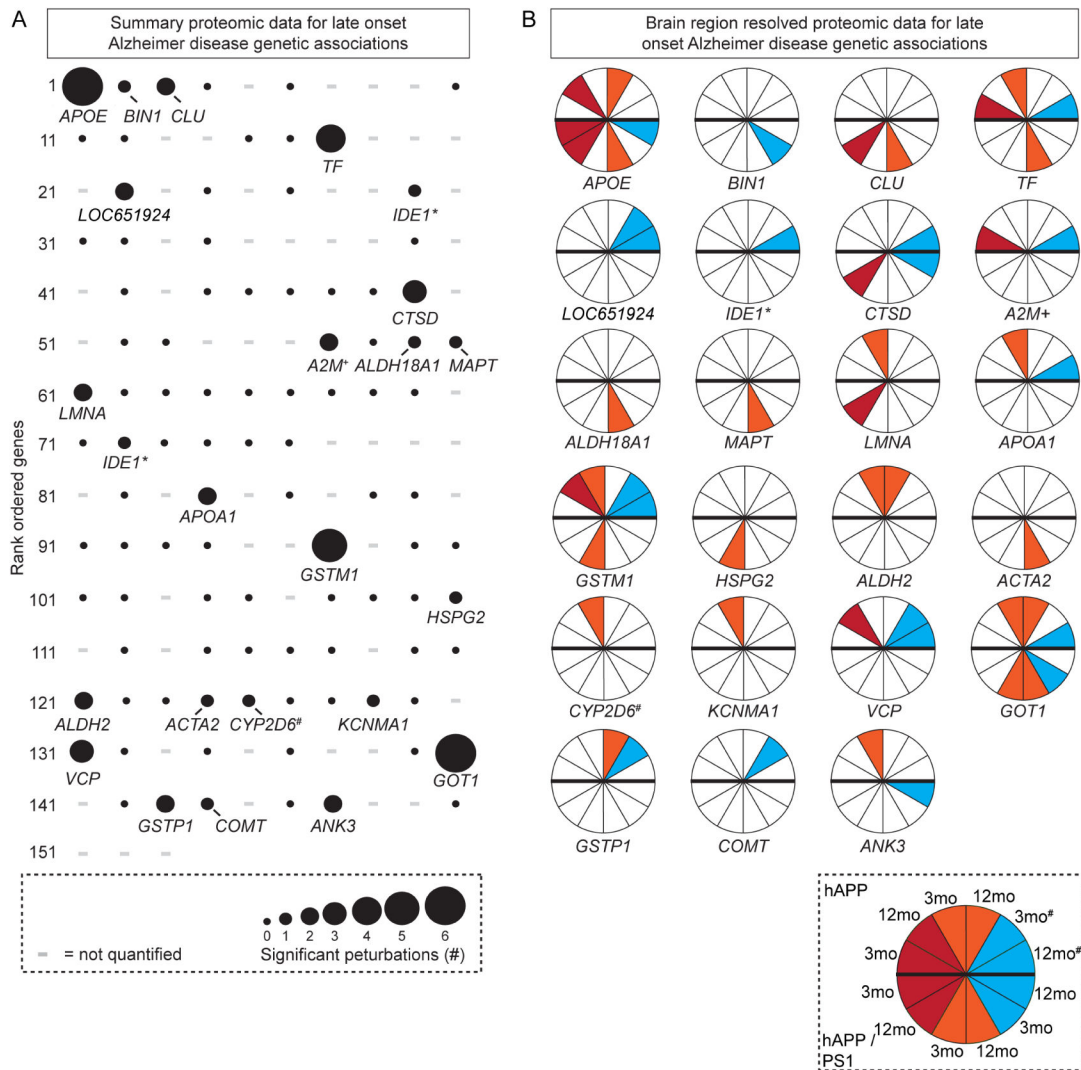 A
Summary proteomic data for late onset
Alzheimer disease genetic associations
Rank ordered genes
1
APOE BIN1 CLU
11
TF
21
LOC651924 IDE1*
31
41
CTSD
51
A2M+ ALDH18A1 MAPT
61
LMNA
71
IDE1*
81
APOA1
91
GSTM1
101
HSPG2
111
121
ALDH2 ACTA2 CYP2D6# KCNMA1
131
VCP GOT1
141
GSTP1 COMT ANK3
151
= not quantified
0 1 2 3 4 5 6
Significant peturbations (#)
B
Brain region resolved proteomic data for late
onset Alzheimer disease genetic associations
APOE BIN1 CLU TF
LOC651924 IDE1* CTSD A2M+
ALDH18A1 MAPT LMNA APOA1
GSTM1 HSPG2 ALDH2 ACTA2
CYP2D6# KCNMA1 VCP GOT1
GSTP1 COMT ANK3
hAPP
3mo 12mo
12mo 3mo#
3mo 12mo#
3mo 12mo
12mo 3mo
hAPP /
PS1
3mo 12mo